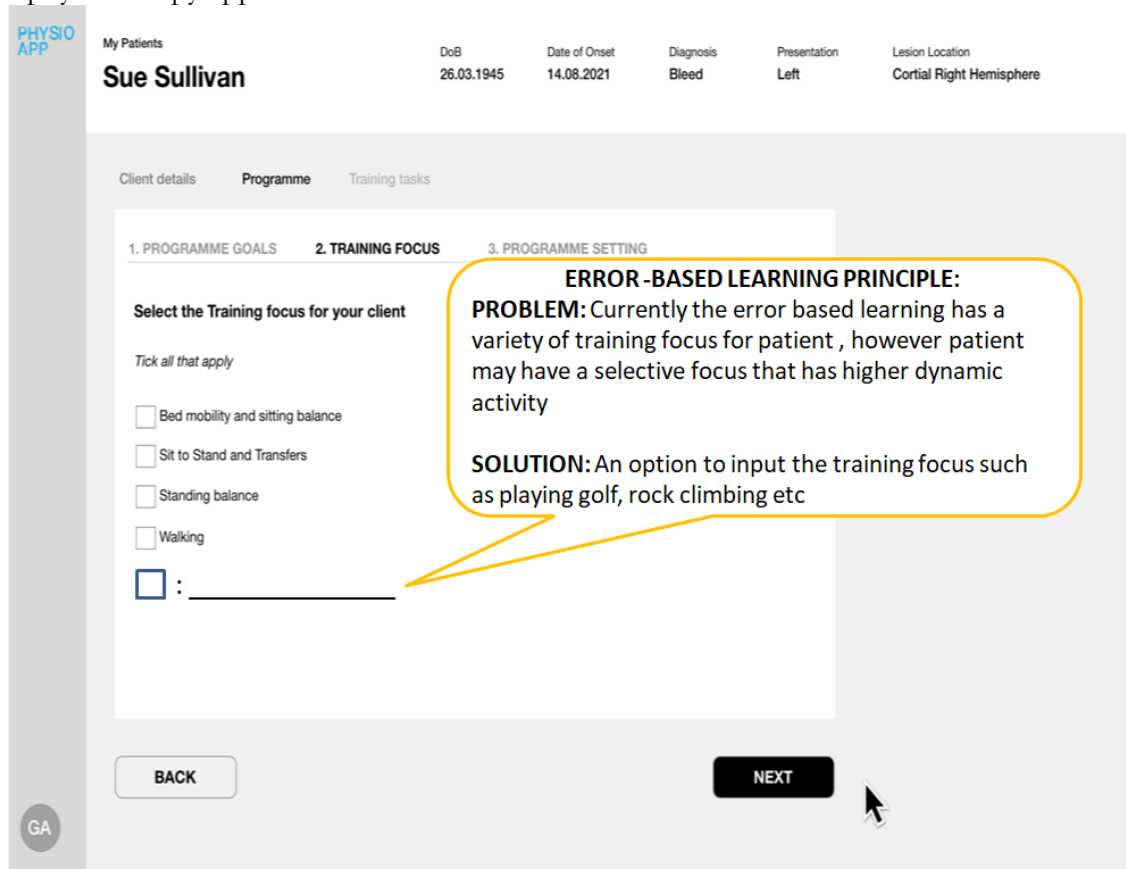 PHYSIO
APP
My Patients
Sue Sullivan
DoB
26.03.1945
Date of Onset
14.08.2021
Diagnosis
Bleed
Presentation
Left
Lesion Location
Cortial Right Hemisphere
Client details Programme Training tasks
1. PROGRAMME GOALS 2. TRAINING FOCUS 3. PROGRAMME SETTING
Select the Training focus for your client
Tick all that apply
Bed mobility and sitting balance
Sit to Stand and Transfers
Standing balance
Walking
: _______________
ERROR -BASED LEARNING PRINCIPLE:
PROBLEM: Currently the error based learning has a
variety of training focus for patient , however patient
may have a selective focus that has higher dynamic
activity
SOLUTION: An option to input the training focus such
as playing golf, rock climbing etc
BACK
NEXT
GA